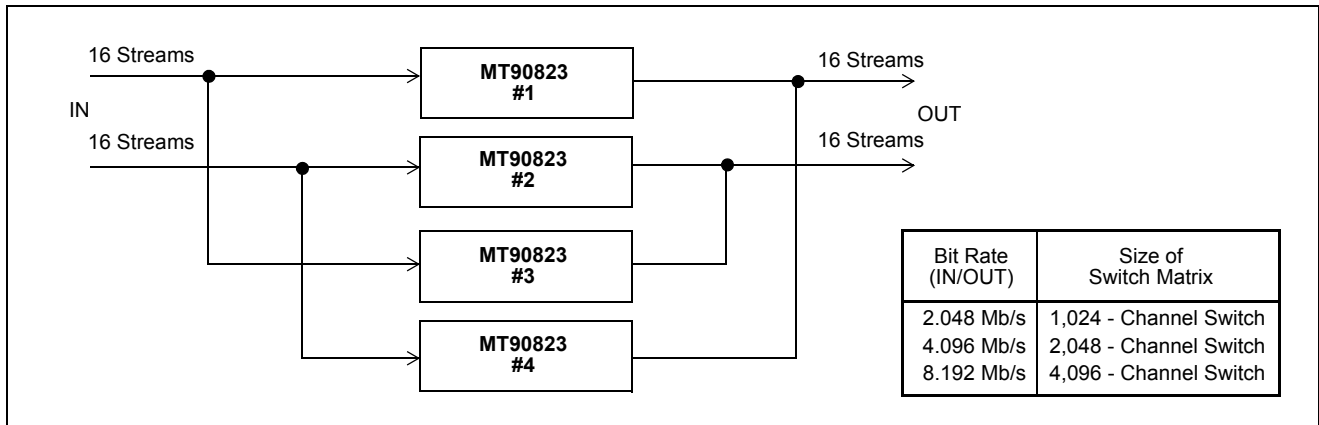 16 Streams
MT90823
#1
16 Streams
IN
OUT
16 Streams
MT90823
#2
16 Streams
MT90823
#3
MT90823
#4
Bit Rate
(IN/OUT)
Size of
Switch Matrix
2.048 Mb/s 1,024 - Channel Switch
4.096 Mb/s 2,048 - Channel Switch
8.192 Mb/s 4,096 - Channel Switch